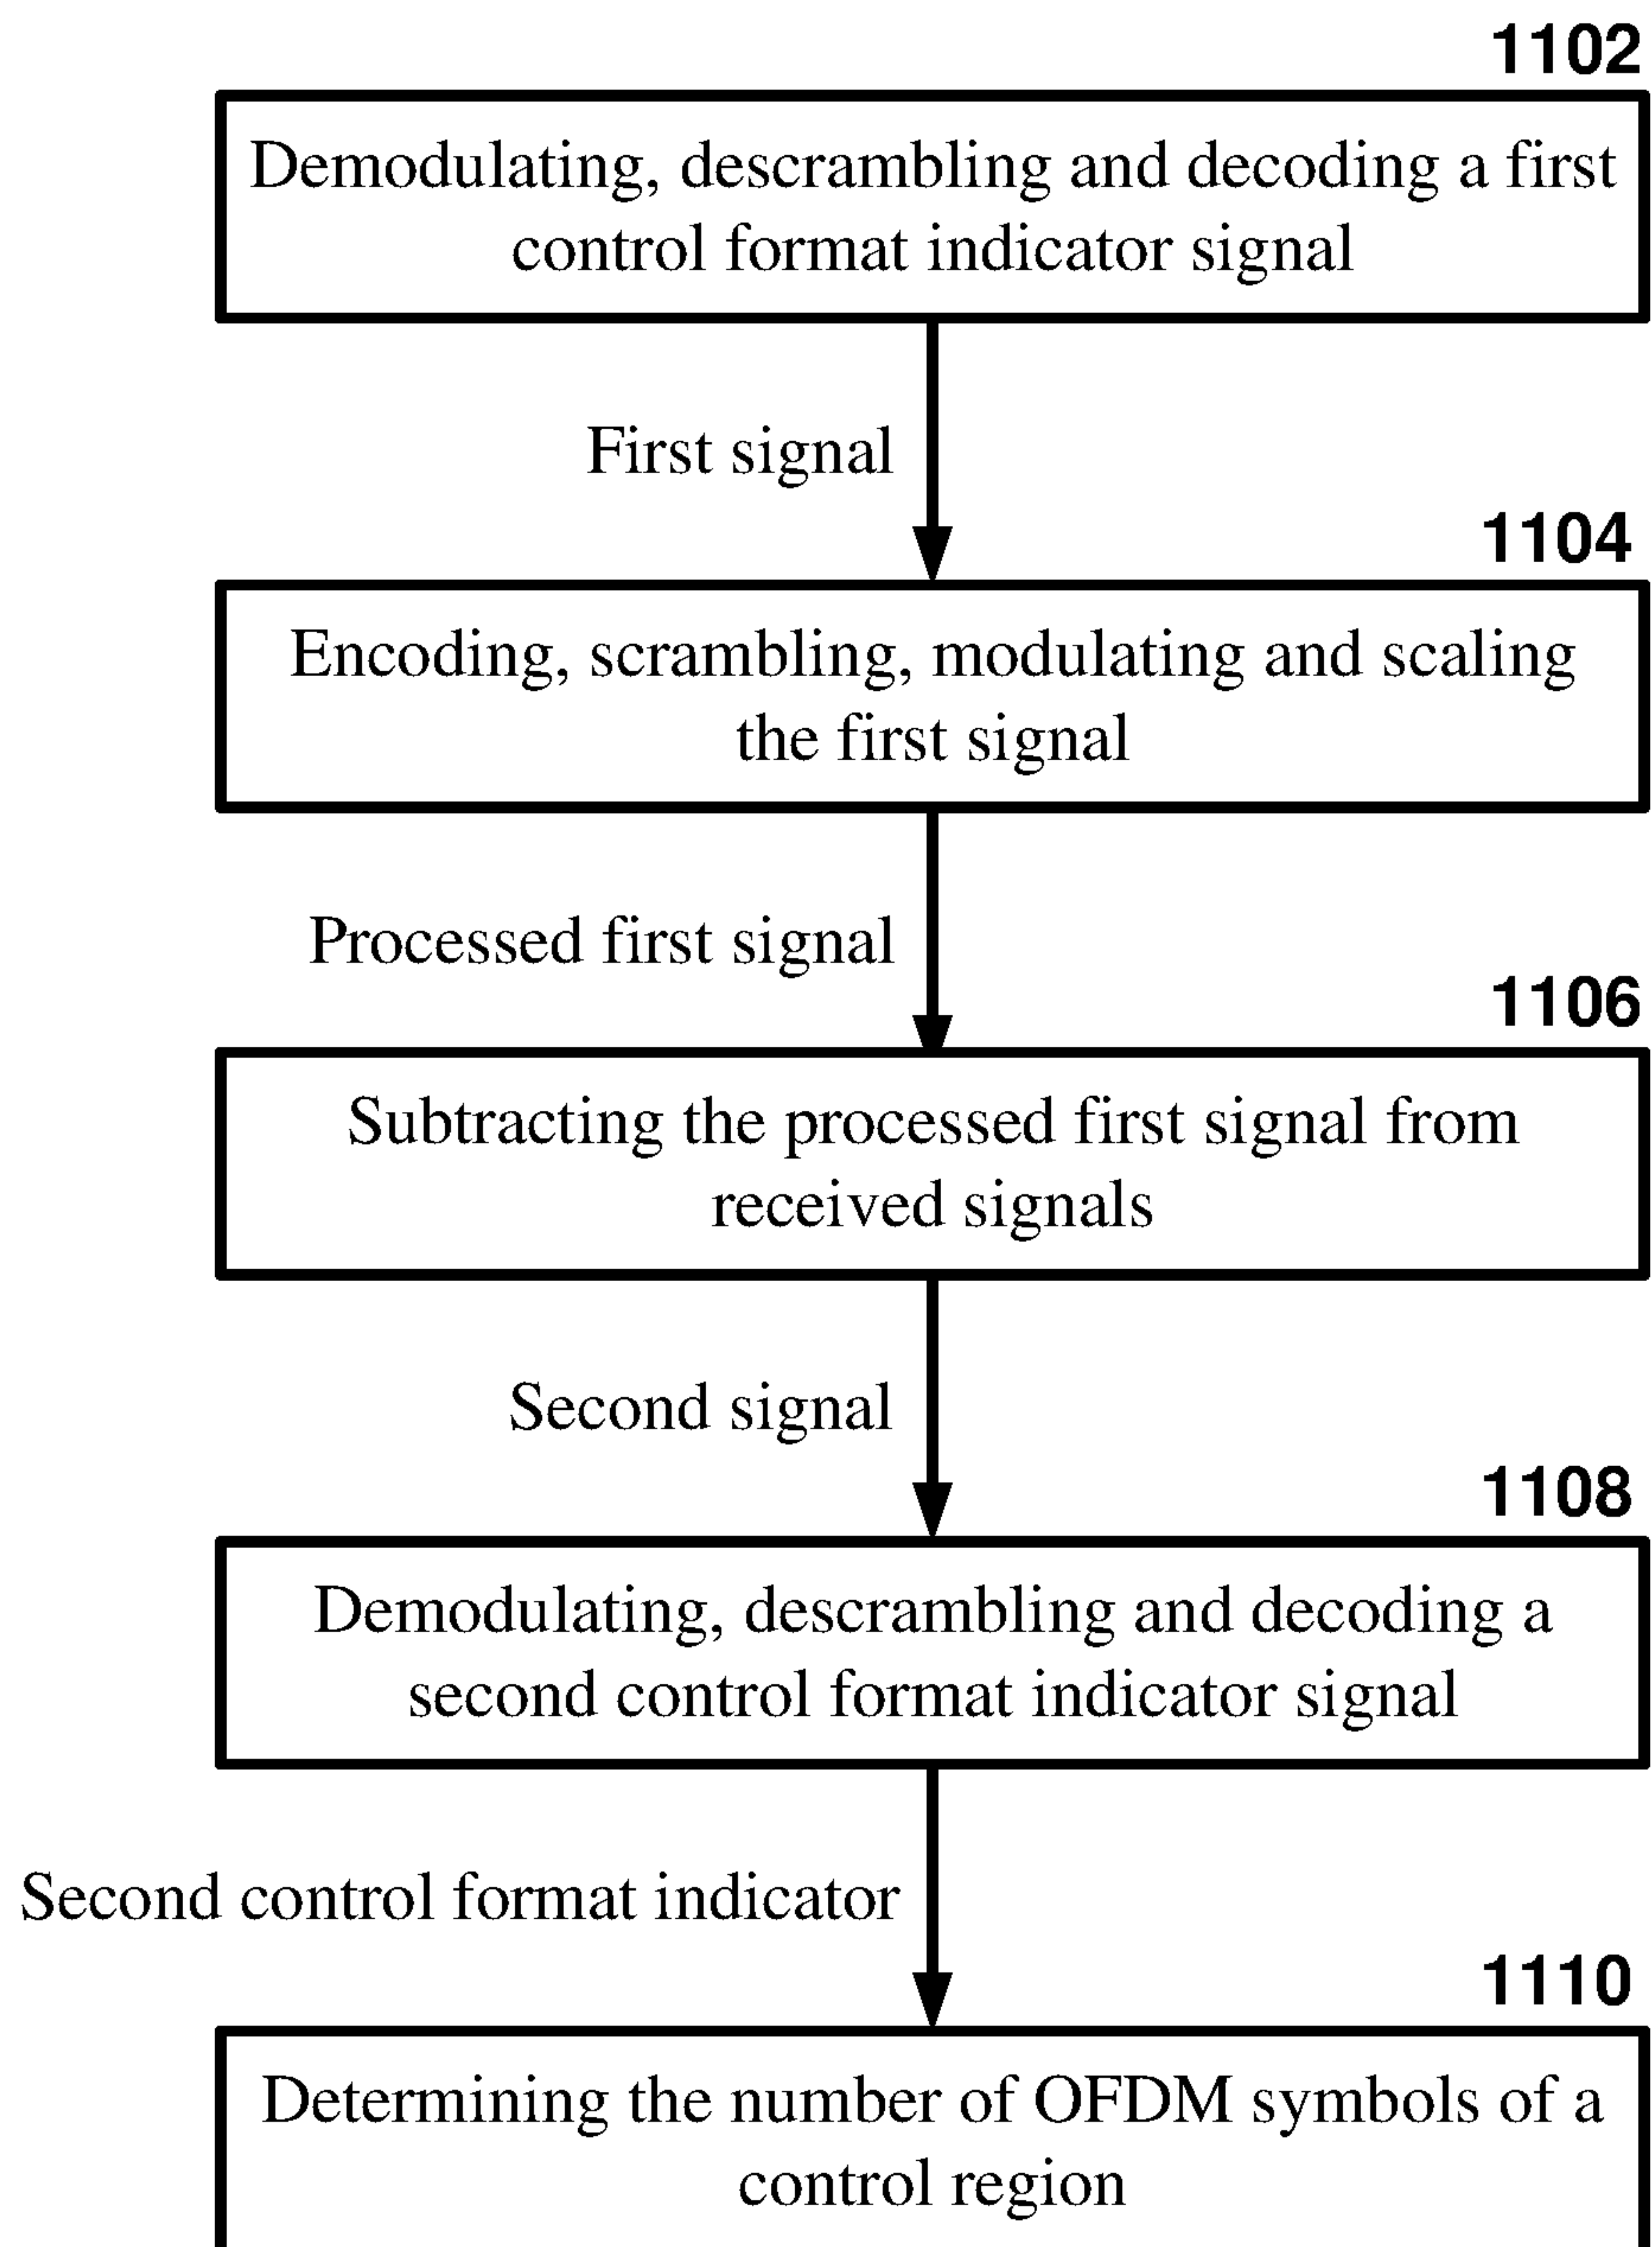 1102
Demodulating, descrambling and decoding a first
control format indicator signal
First signal
1104
Encoding, scrambling, modulating and scaling
the first signal
Processed first signal
1106
Subtracting the processed first signal from
received signals
Second signal
1108
Demodulating, descrambling and decoding a
second control format indicator signal
Second control format indicator
1110
Determining the number of OFDM symbols of a
control region